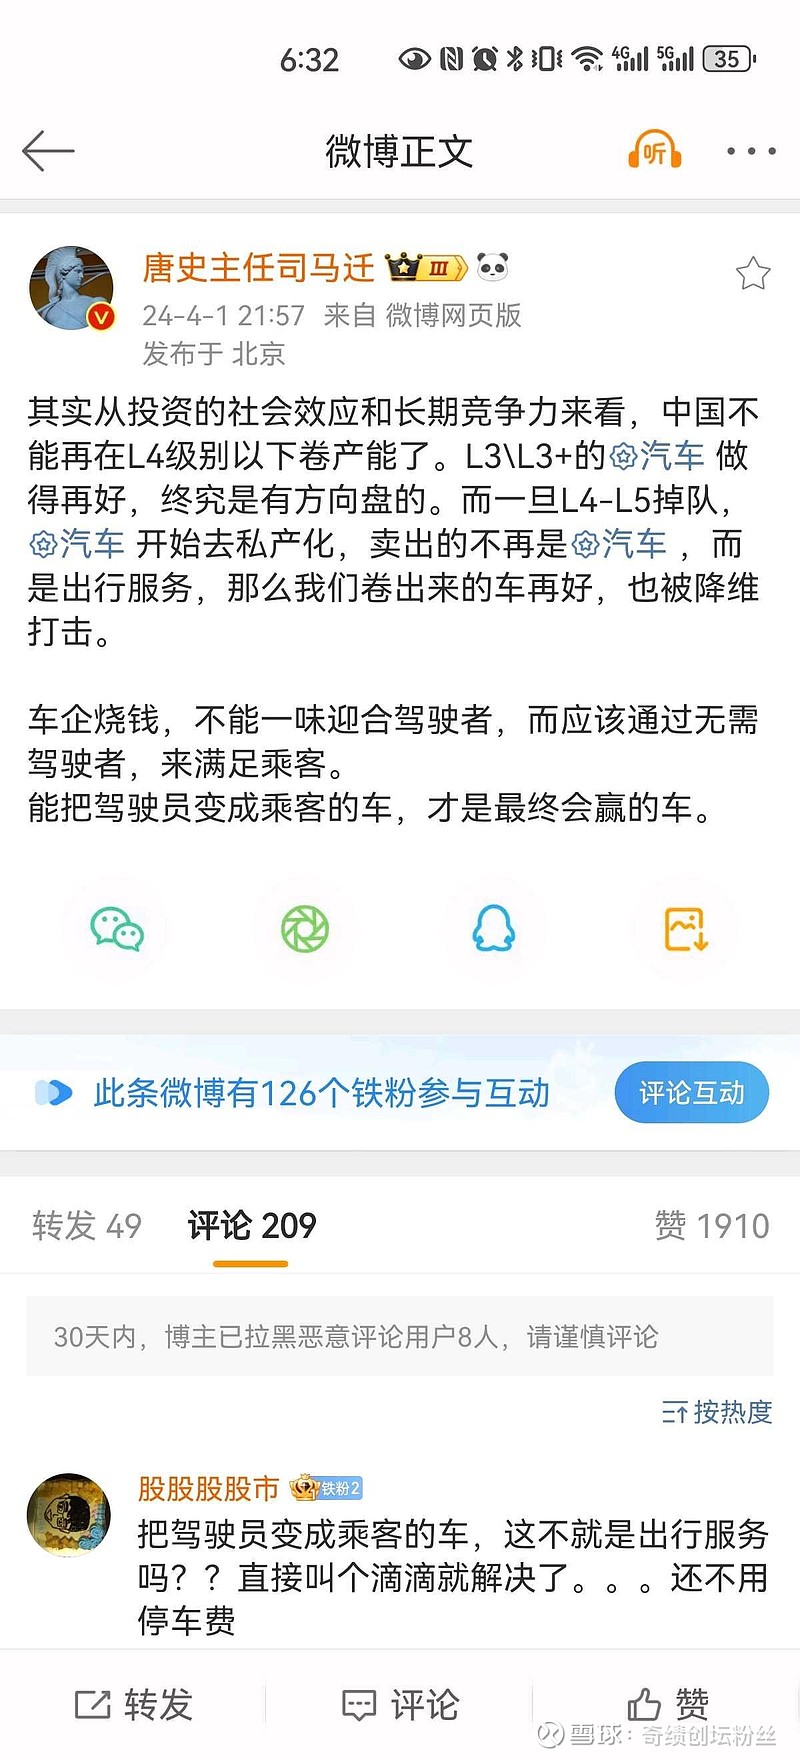 6:32
4G
5G
35
微博正文
听
唐史主任司马迁 III
V
24-4-1 21:57 来自 微博网页版
发布于 北京
其实从投资的社会效应和长期竞争力来看，中国不
能再在L4级别以下卷产能了。L3\L3+的汽车 做
得再好，终究是有方向盘的。而一旦L4-L5掉队，
汽车 开始去私产化，卖出的不再是汽车 ，而
是出行服务，那么我们卷出来的车再好，也被降维
打击。
车企烧钱，不能一味迎合驾驶者，而应该通过无需
驾驶者，来满足乘客。
能把驾驶员变成乘客的车，才是最终会赢的车。
此条微博有126个铁粉参与互动
评论互动
转发 49 评论 209 赞 1910
30天内，博主已拉黑恶意评论用户8人，请谨慎评论
按热度
股股股股市 铁粉2
把驾驶员变成乘客的车，这不就是出行服务
吗？？直接叫个滴滴就解决了。。。还不用
停车费
转发 评论 赞
雪球：奇绩创坛粉丝